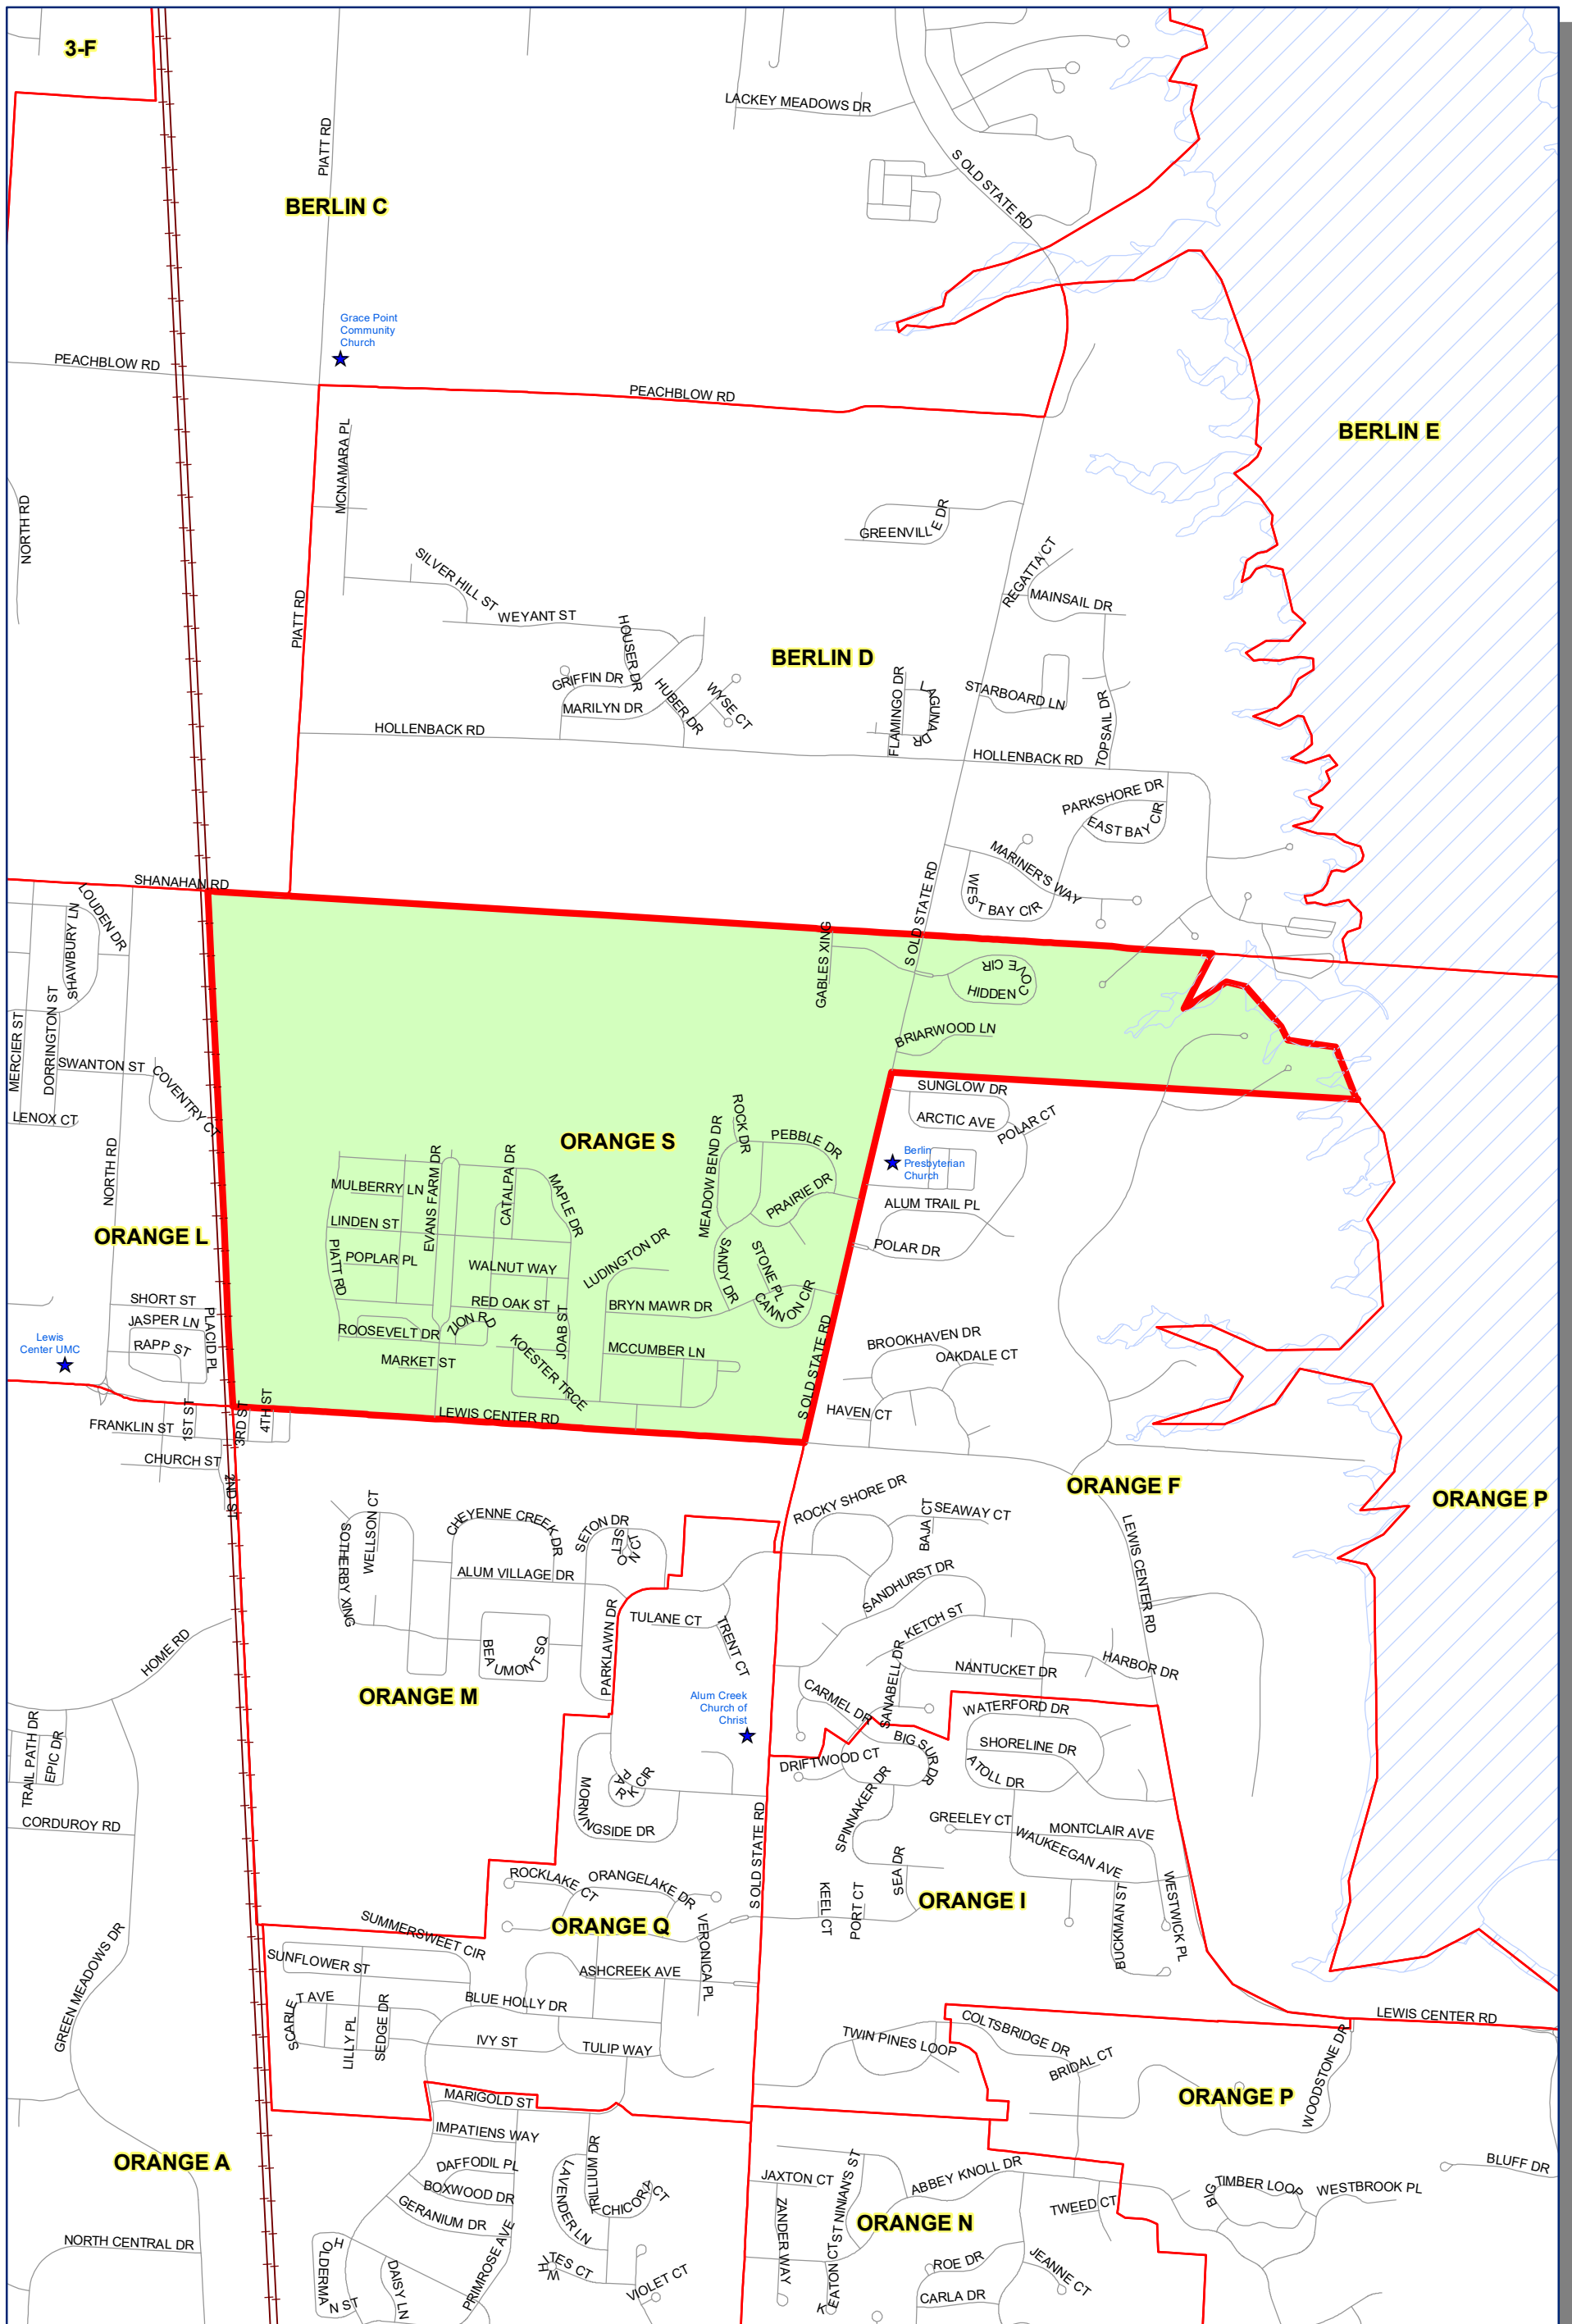 3-F
LACKEY MEADOWS DR
PIATT RD
S OLD STATE RD
BERLIN C
Grace Point
Community
Church
PEACHBLOW RD
PEACHBLOW RD
BERLIN E
MCNAMARA PL
NORTH RD
GREENVILLE DR
REGATTA CT
SILVER HILL ST
MAINSAIL DR
WEYANT ST
PIATT RD
HOUSER DR
BERLIN D
GRIFFIN DR
HUBER DR
WYSE CT
MARILYN DR
FLAMINGO DR
LAGUNA DR
STARBOARD LN
TOPSAIL DR
HOLLENBACK RD
HOLLENBACK RD
PARKSHORE DR
EAST BAY CIR
MARINER'S WAY
WEST BAY CIR
S OLD STATE RD
SHANAHAN RD
LOUDEN DR
SHAWBURY LN
GABLES XING
HIDDEN COVE CIR
DORRINGTON ST
MERCIER ST
BRIARWOOD LN
SWANTON ST
COVENTRY CT
SUNGLOW DR
LENOX CT
ARCTIC AVE
POLAR CT
ROCK DR
MEADOW BEND DR
PEBBLE DR
ORANGE S
NORTH RD
Berlin
Presbyterian
Church
EVANS FARM DR
CATALPA DR
MAPLE DR
MULBERRY LN
PRAIRIE DR
ALUM TRAIL PL
LINDEN ST
ORANGE L
POLAR DR
PIATT RD
POPLAR PL
WALNUT WAY
LUDINGTON DR
SANDY DR
STONE PL
CANNON CIR
SHORT ST
RED OAK ST
BRYN MAWR DR
JASPER LN
PLACID PL
ZION RD
JOAB ST
ROOSEVELT DR
RAPP ST
Lewis
Center UMC
MARKET ST
KOESTER TRCE
MCCUMBER LN
S OLD STATE RD
BROOKHAVEN DR
OAKDALE CT
HAVEN CT
LEWIS CENTER RD
FRANKLIN ST
1ST ST
3RD ST
4TH ST
CHURCH ST
2ND ST
ORANGE F
ORANGE P
ROCKY SHORE DR
BAJA CT
SEAWAY CT
LEWIS CENTER RD
SOTHERBY XING
WELLSON CT
CHEYENNE CREEK DR
SETON DR
SETON CT
ALUM VILLAGE DR
SANDHURST DR
PARKLAWN DR
TULANE CT
TRENT CT
KETCH ST
HOME RD
BEAUMONT SQ
NANTUCKET DR
HARBOR DR
SANABELL DR
ORANGE M
Alum Creek
Church of
Christ
CARMEL DR
WATERFORD DR
TRAIL PATH DR
EPIC DR
BIG SUR DR
SHORELINE DR
DRIFTWOOD CT
ATOLL DR
PARK CIR
MORNINGSIDE DR
SPINNAKER DR
CORDUROY RD
GREELEY CT
MONTCLAIR AVE
WAUKEEGAN AVE
S OLD STATE RD
ROCKLAKE CT
ORANGELAKE DR
SEA DR
KEEL CT
PORT CT
ORANGE I
BUCKMAN ST
WESTWICK PL
SUMMERSWEET CIR
ORANGE Q
VERONICA PL
SUNFLOWER ST
ASHCREEK AVE
GREEN MEADOWS DR
SCARLET AVE
BLUE HOLLY DR
LILLY PL
SEDGE DR
IVY ST
TULIP WAY
LEWIS CENTER RD
TWIN PINES LOOP
COLTSBRIDGE DR
BRIDAL CT
WOODSTONE DR
ORANGE P
MARIGOLD ST
IMPATIENS WAY
ORANGE A
DAFFODIL PL
BOXWOOD DR
GERANIUM DR
LAVENDER LN
TRILLIUM DR
CHICORY CT
JAXTON CT
ZANDER WAY
ST NINIAN'S ST
ABBEY KNOLL DR
TWEED CT
BLUFF DR
BIG TIMBER LOOP
WESTBROOK PL
ORANGE N
NORTH CENTRAL DR
HOLDERMAN ST
DAISY LN
PRIMROSE AVE
WHITES CT
VIOLET CT
KEATON CT
ROE DR
JEANNE CT
CARLA DR